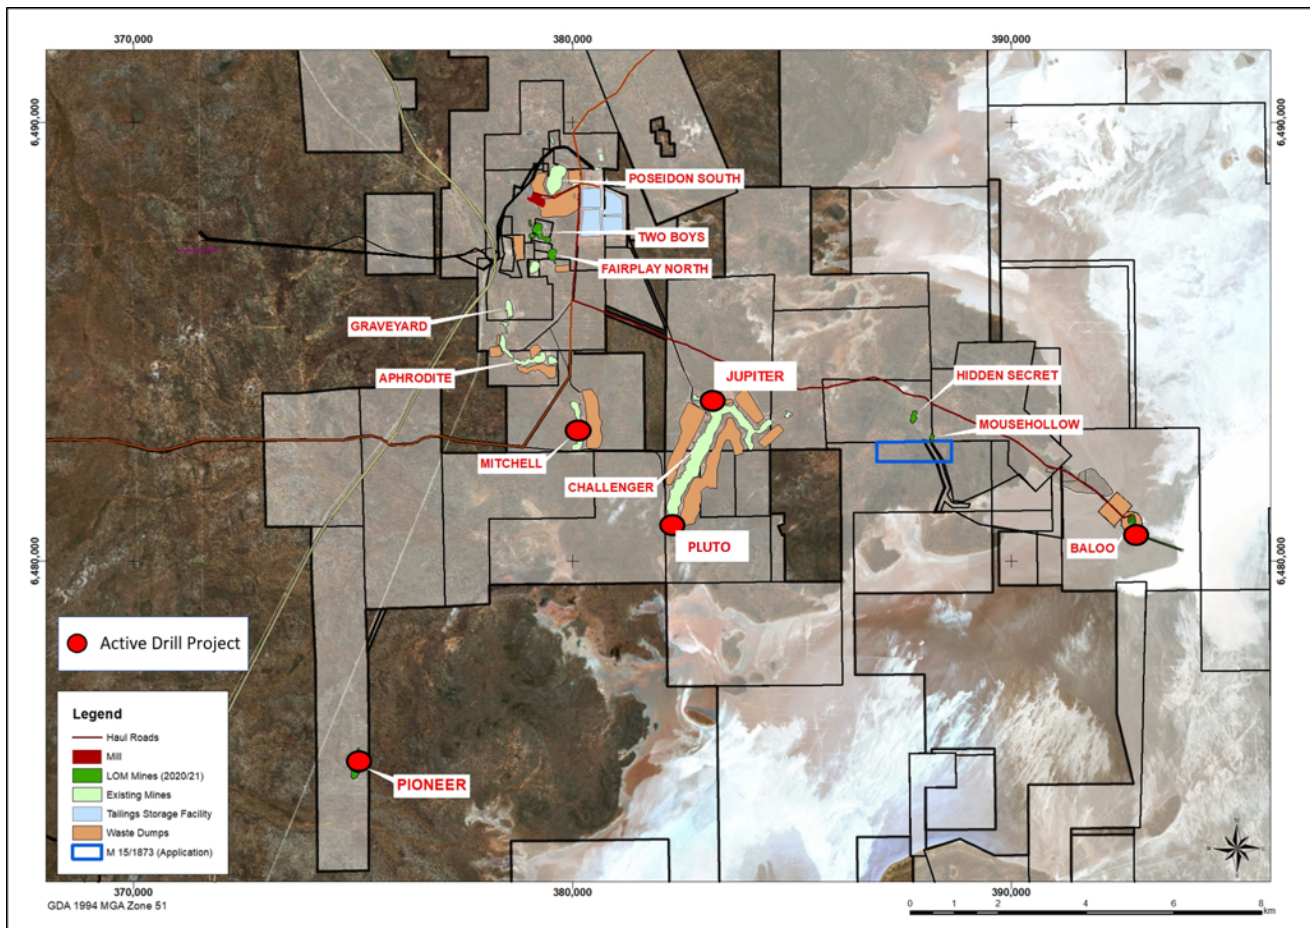 370,000
380,000
390,000
6,490,000
6,490,000
POSEIDON SOUTH
TWO BOYS
FAIRPLAY NORTH
GRAVEYARD
APHRODITE
JUPITER
HIDDEN SECRET
MOUSEHOLLOW
MITCHELL
CHALLENGER
PLUTO
BALOO
6,480,000
6,480,000
Active Drill Project
PIONEER
Legend
Haul Roads
Mill
LOM Mines (2020/21)
Existing Mines
Tailings Storage Facility
Waste Dumps
M 15/1873 (Application)
370,000
380,000
390,000
GDA 1994 MGA Zone 51
0 1 2 4 6 8
km